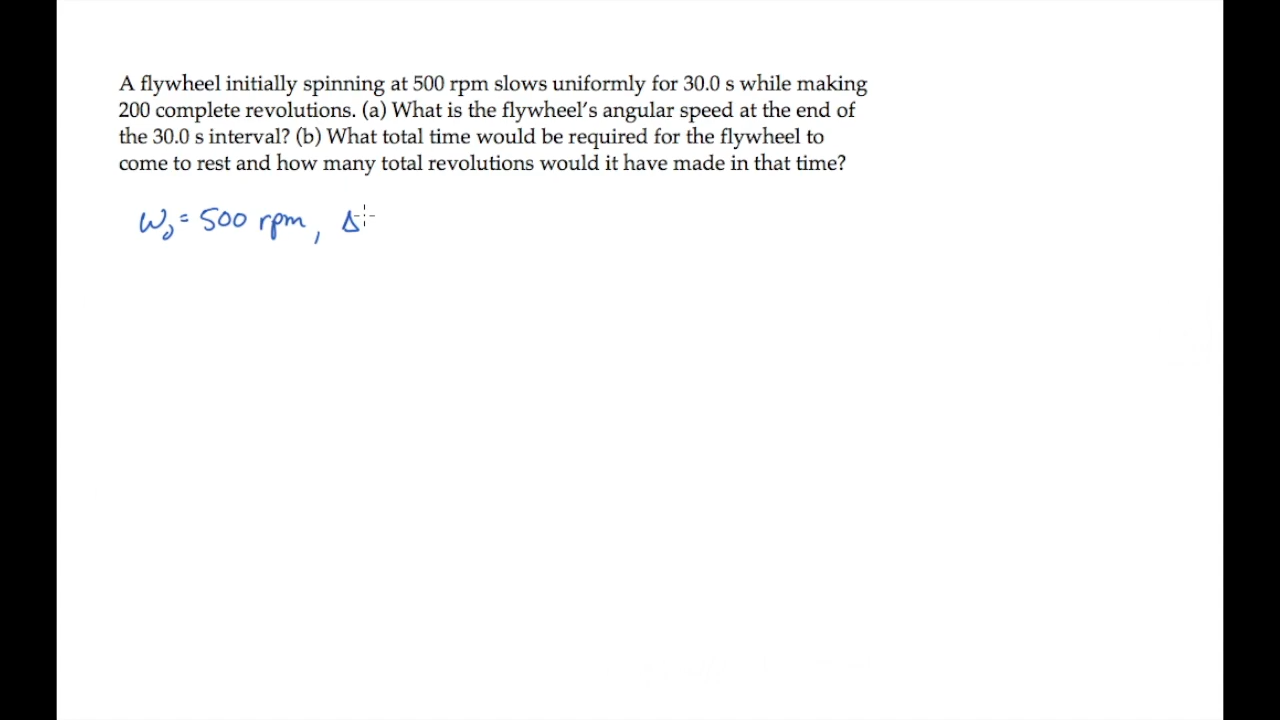 A flywheel initially spinning at 500 rpm slows uniformly for 30.0 s while making
200 complete revolutions. (a) What is the flywheel's angular speed at the end of
the 30.0 s interval? (b) What total time would be required for the flywheel to
come to rest and how many total revolutions would it have made in that time?
ω₀ = 500 rpm, Δ